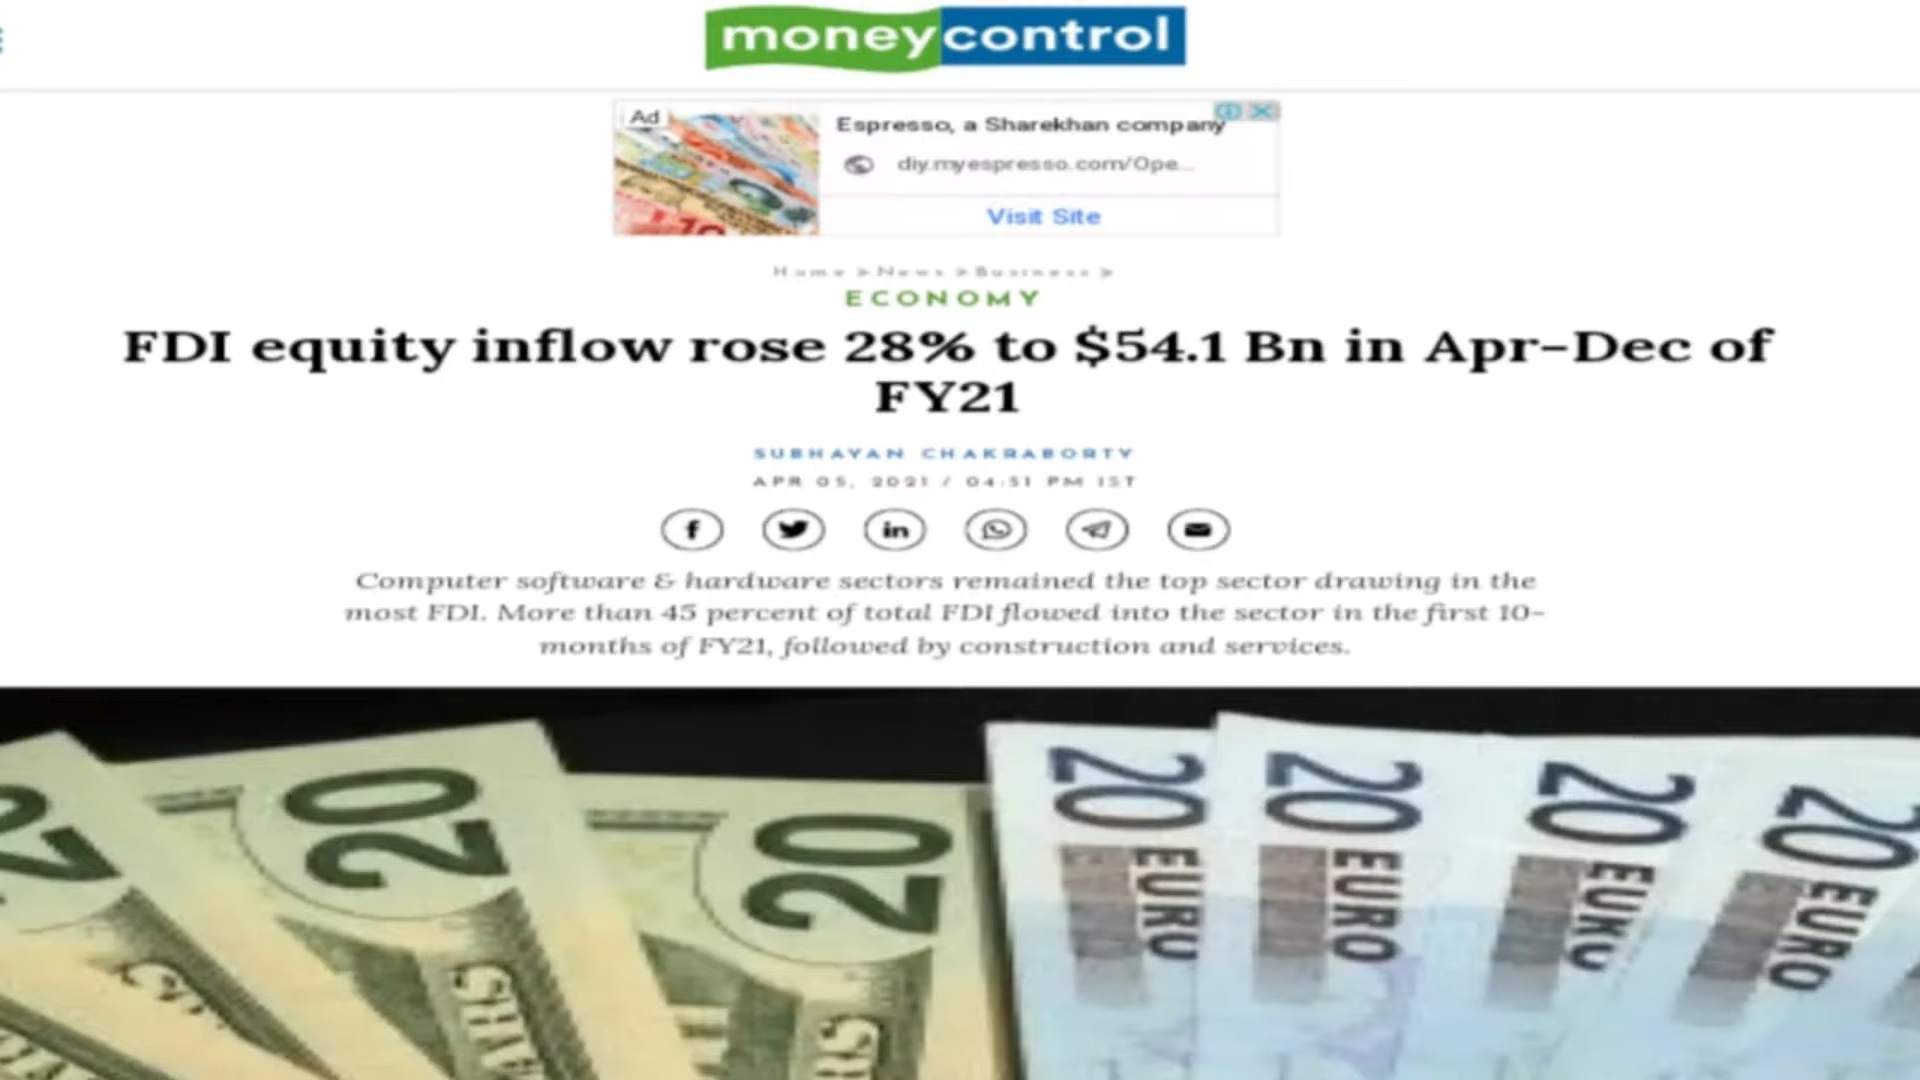 moneycontrol
Ad
Espresso, a Sharekhan company
diy.myespresso.com/Ope...
Visit Site
Home > News > Business >
ECONOMY
FDI equity inflow rose 28% to $54.1 Bn in Apr-Dec of
FY21
SUBHAYAN CHAKRABORTY
APR 05, 2021 / 04:51 PM IST
Computer software & hardware sectors remained the top sector drawing in the
most FDI. More than 45 percent of total FDI flowed into the sector in the first 10-
months of FY21, followed by construction and services.
20
20
20 EURO
20 EURO
20 EURO
20 EURO